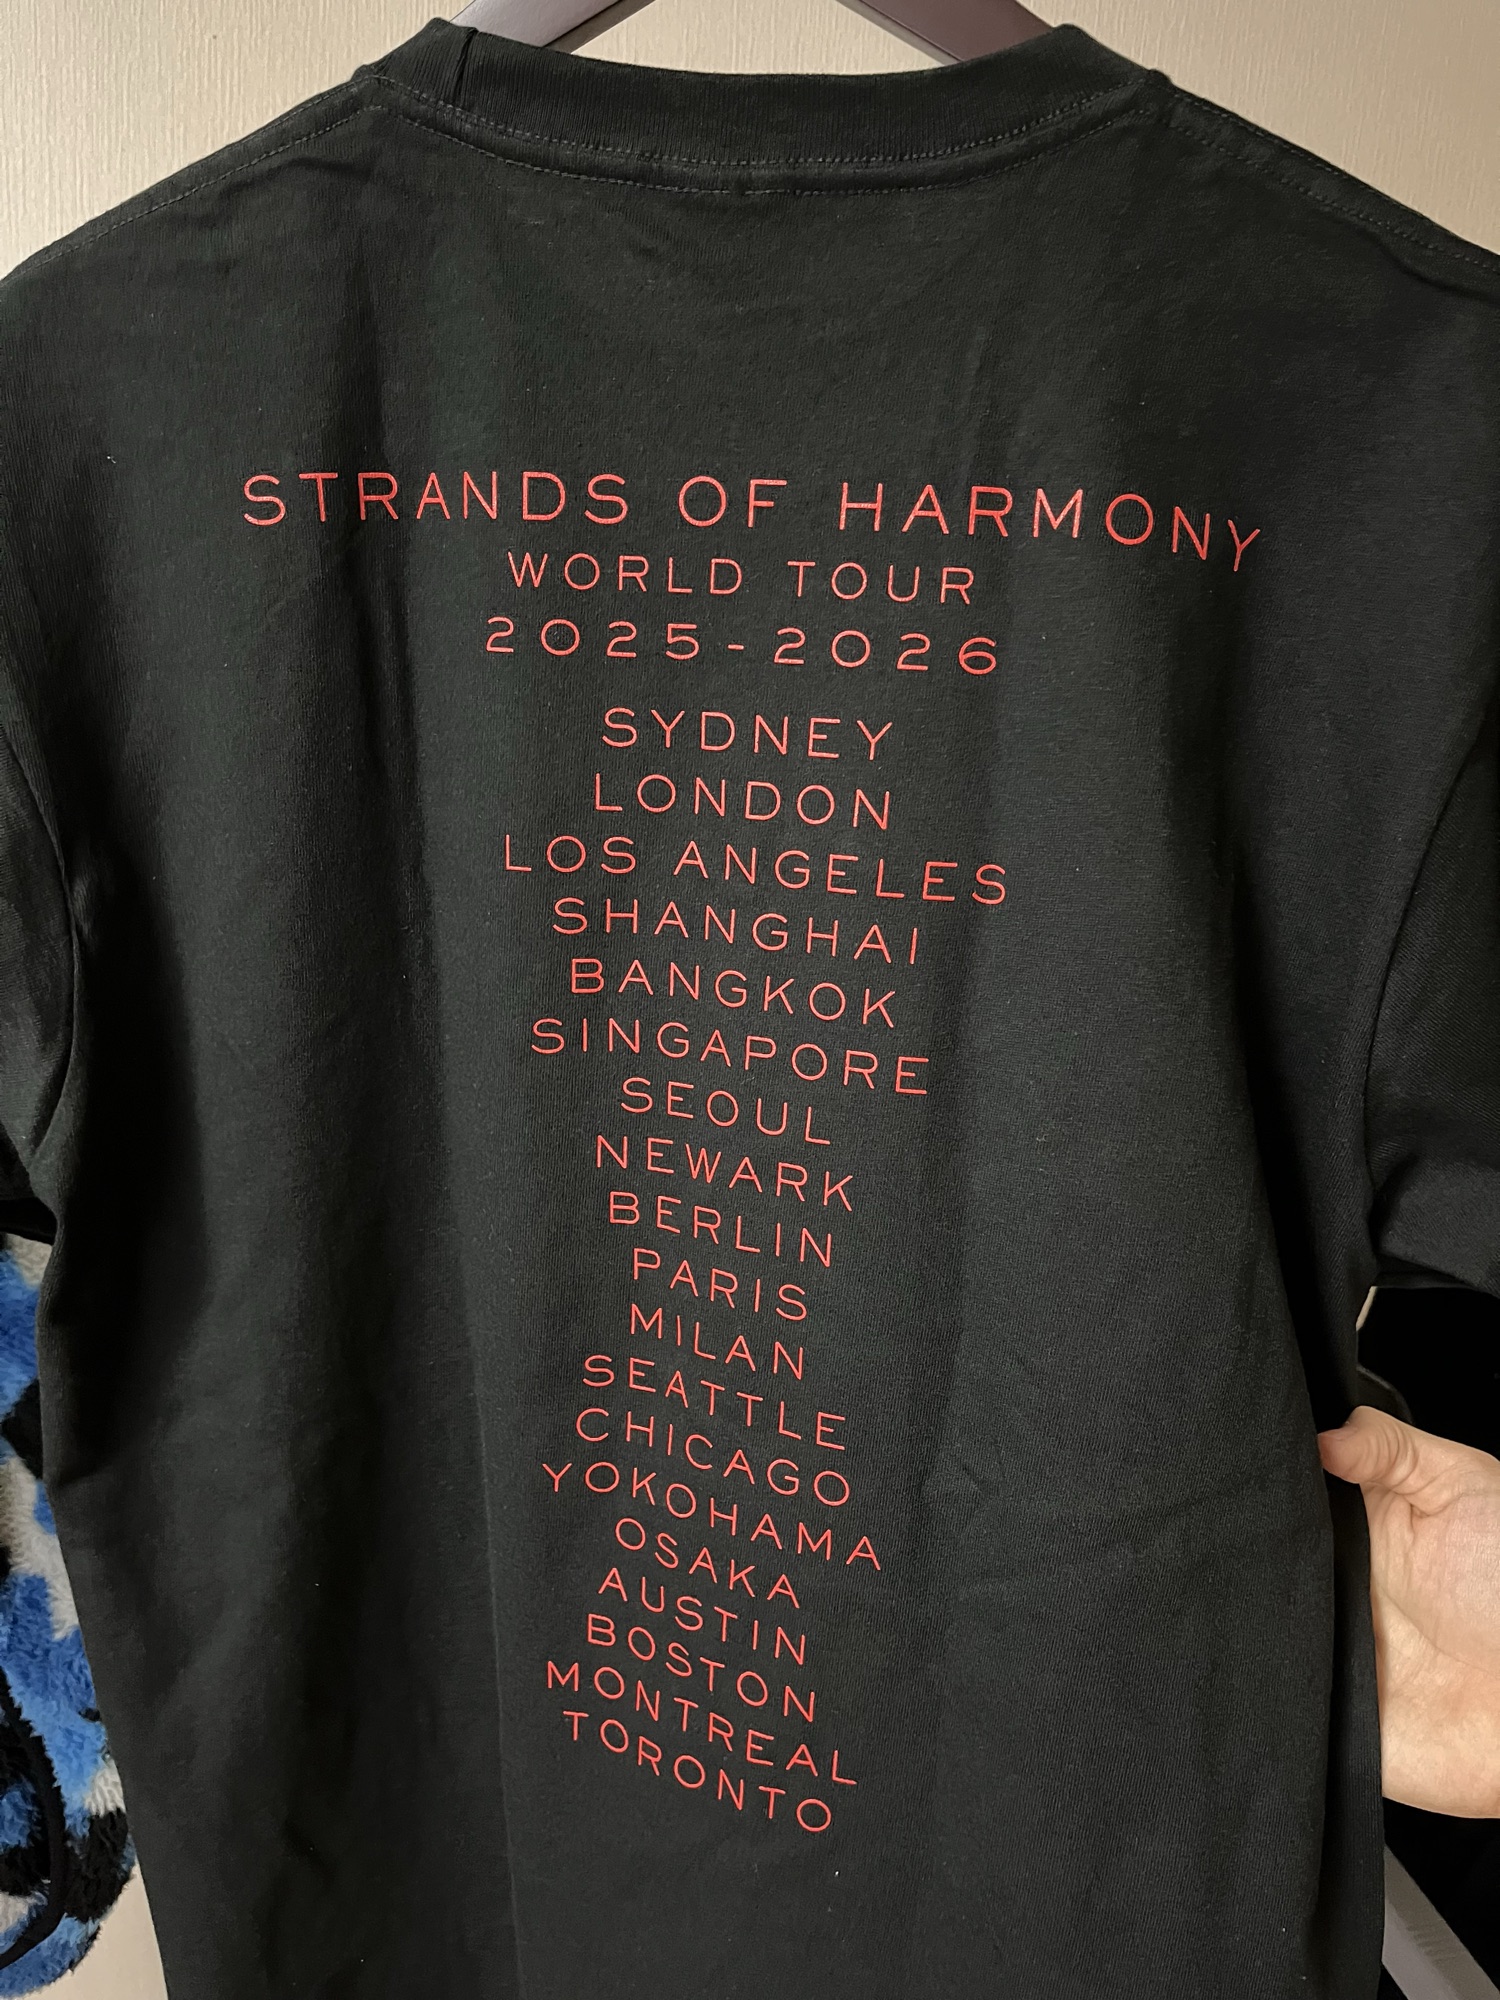 STRANDS OF HARMONY
WORLD TOUR
2025-2026
SYDNEY
LONDON
LOS ANGELES
SHANGHAI
BANGKOK
SINGAPORE
SEOUL
NEWARK
BERLIN
PARIS
MILAN
SEATTLE
CHICAGO
YOKOHAMA
OSAKA
AUSTIN
BOSTON
MONTREAL
TORONTO